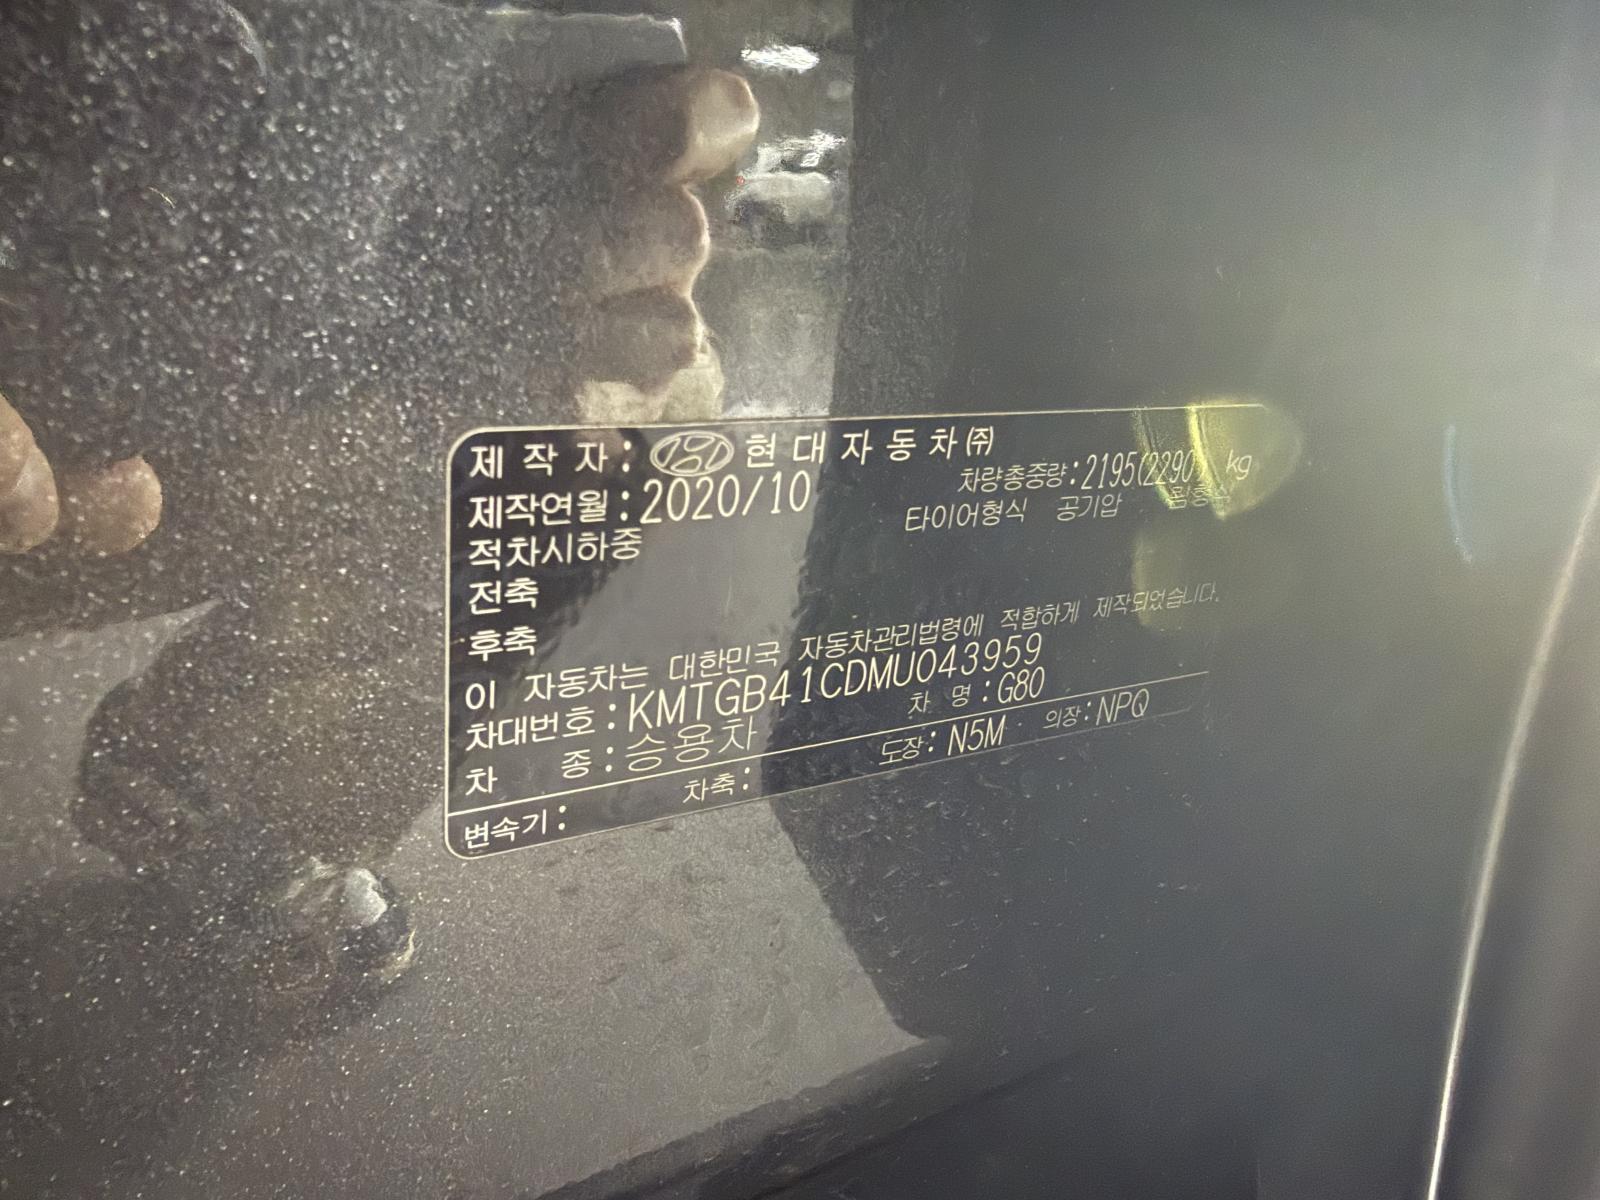 제 작 자 : 현 대 자 동 차 ㈜
제작연월 : 2020/10
차량총중량 : 2195(2290) kg
적차시하중
타이어형식 공기압 림형식
전축
후축
이 자동차는 대한민국 자동차관리법령에 적합하게 제작되었습니다.
차대번호 : KMTGB41CDMU043959
차 종 : 승용차 차 명 : G80
변속기 : 차축 : 도장 : N5M 의장 : NPQ